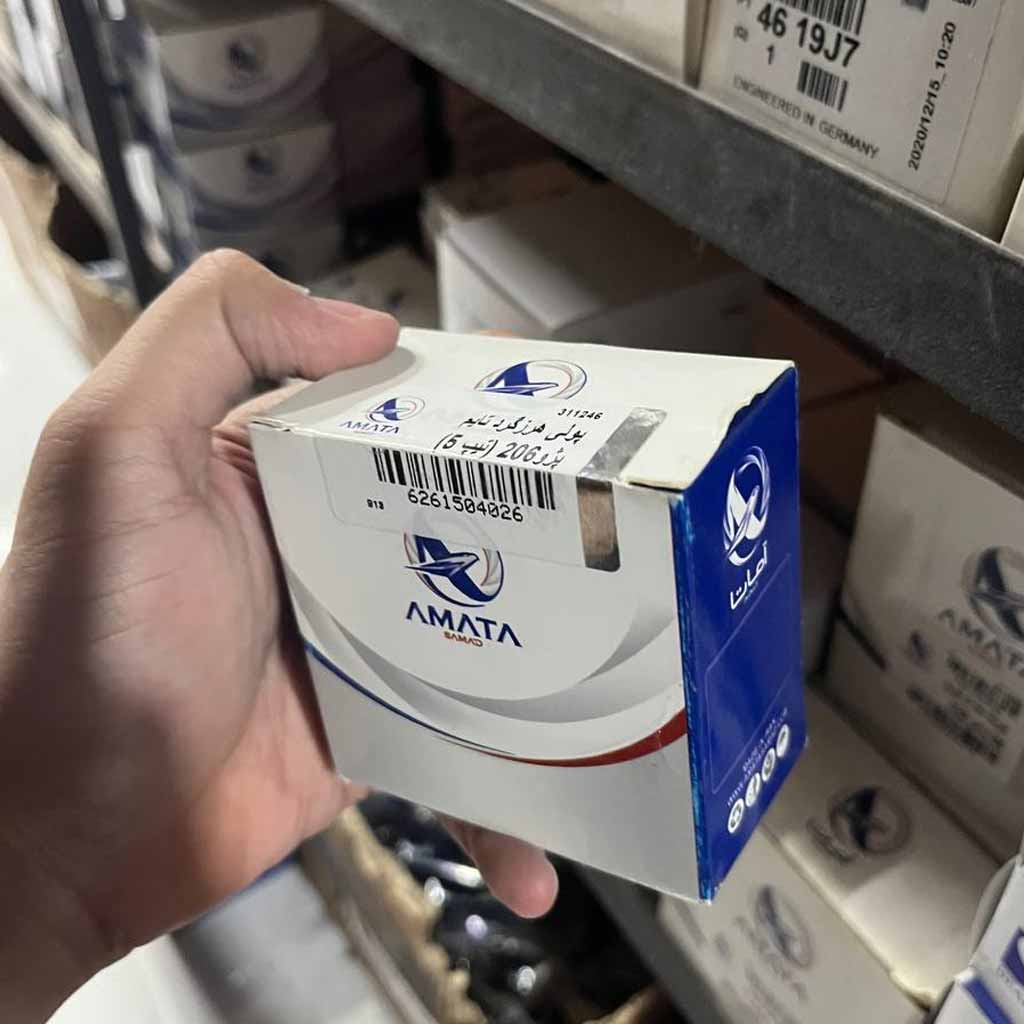 46 19J7
1
ENGINEERED IN GERMANY
2020/12/15_10:20
311246
پولی هرزگرد تایم
پژو206 (تیپ 5)
AMATA
6261504026
913
AMATA
SAMAD
آماتا
AMATA